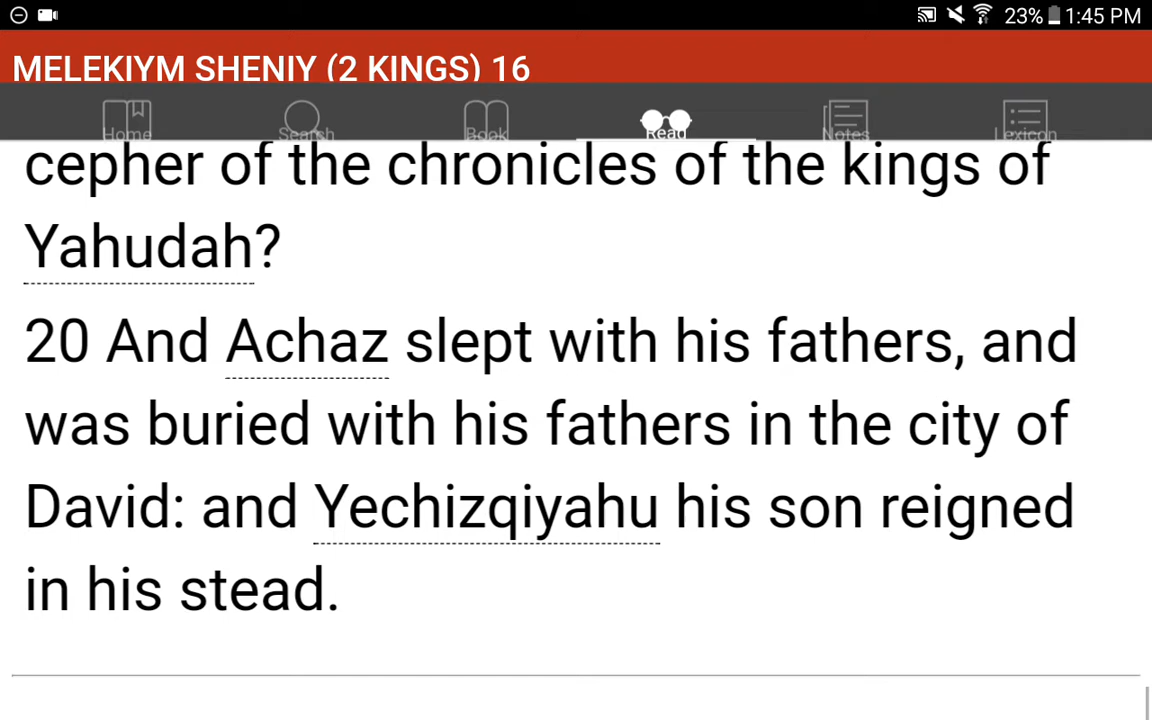 23% 1:45 PM
MELEKIYM SHENIY (2 KINGS) 16
Home Search Book Read Notes Lexicon
cepher of the chronicles of the kings of
Yahudah?
20 And Achaz slept with his fathers, and
was buried with his fathers in the city of
David: and Yechizqiyahu his son reigned
in his stead.